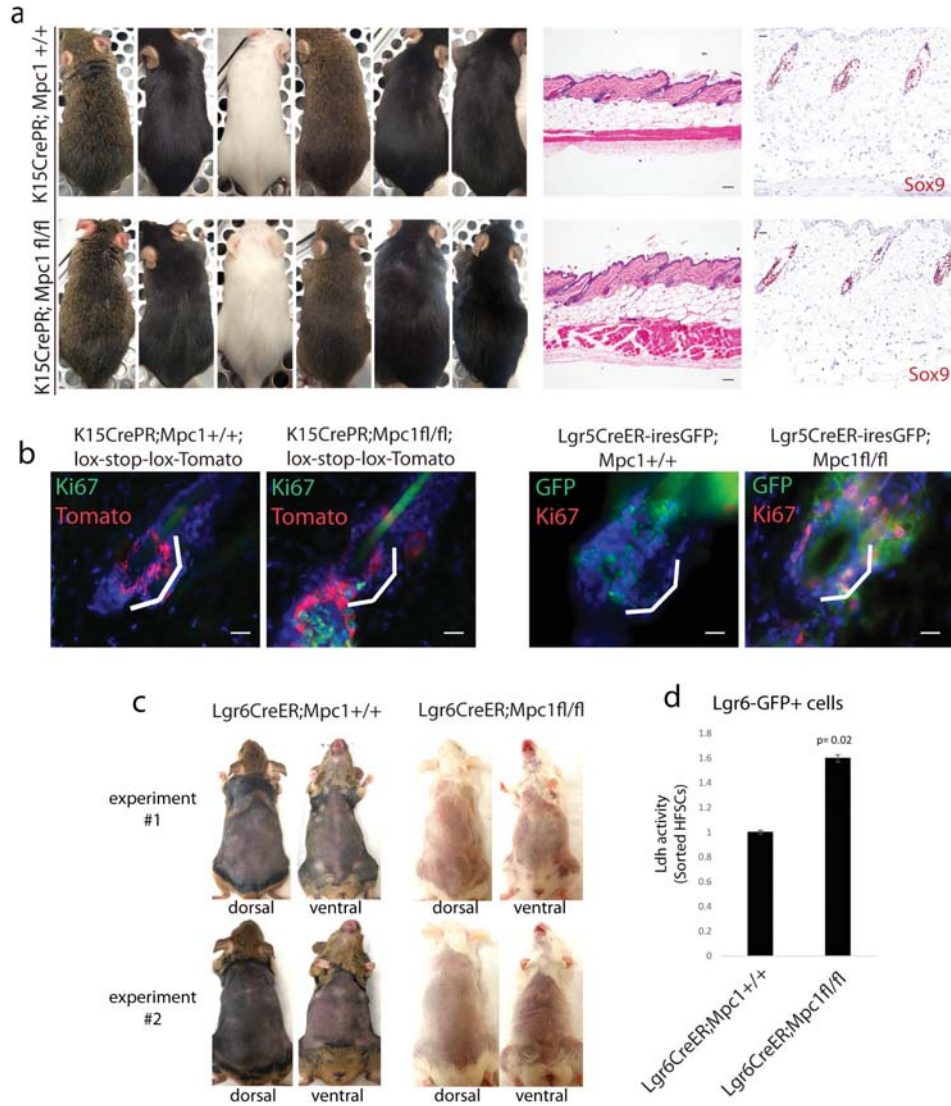 a
K15CrePR; Mpc1 +/+
Sox9
K15CrePR; Mpc1 fl/fl
Sox9
b
K15CrePR;Mpc1+/+;
lox-stop-lox-Tomato
Ki67
Tomato
K15CrePR;Mpc1fl/fl;
lox-stop-lox-Tomato
Ki67
Tomato
Lgr5CreER-iresGFP;
Mpc1+/+
GFP
Ki67
Lgr5CreER-iresGFP;
Mpc1fl/fl
GFP
Ki67
c
Lgr6CreER;Mpc1+/+
Lgr6CreER;Mpc1fl/fl
experiment
#1
dorsal
ventral
dorsal
ventral
experiment
#2
dorsal
ventral
dorsal
ventral
d
Lgr6-GFP+ cells
p= 0.02
Ldh activity
(Sorted HFSCs)
1.8
1.6
1.4
1.2
1
0.8
0.6
0.4
0.2
0
Lgr6CreER;Mpc1+/+
Lgr6CreER;Mpc1fl/fl